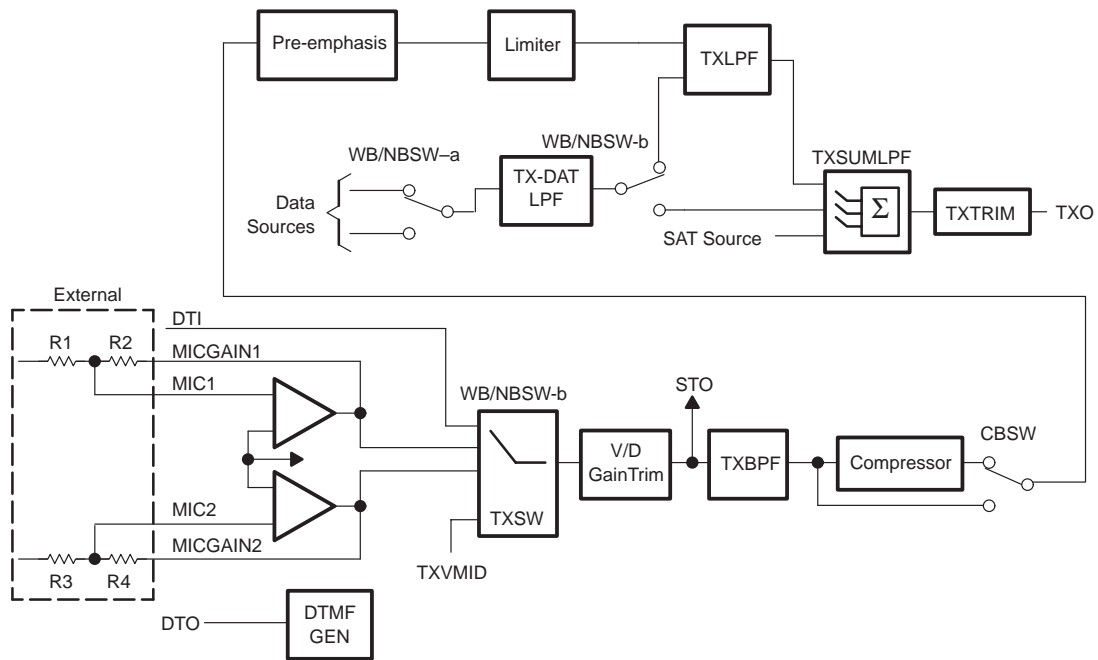 Pre-emphasis
Limiter
TXLPF
WB/NBSW–a
WB/NBSW-b
TXSUMLPF
Data
Sources
TX-DAT
LPF
Σ
TXTRIM
TXO
SAT Source
External
DTI
R1
R2
MICGAIN1
MIC1
WB/NBSW-b
STO
CBSW
V/D
GainTrim
TXBPF
Compressor
MIC2
TXSW
MICGAIN2
R3
R4
TXVMID
DTO
DTMF
GEN